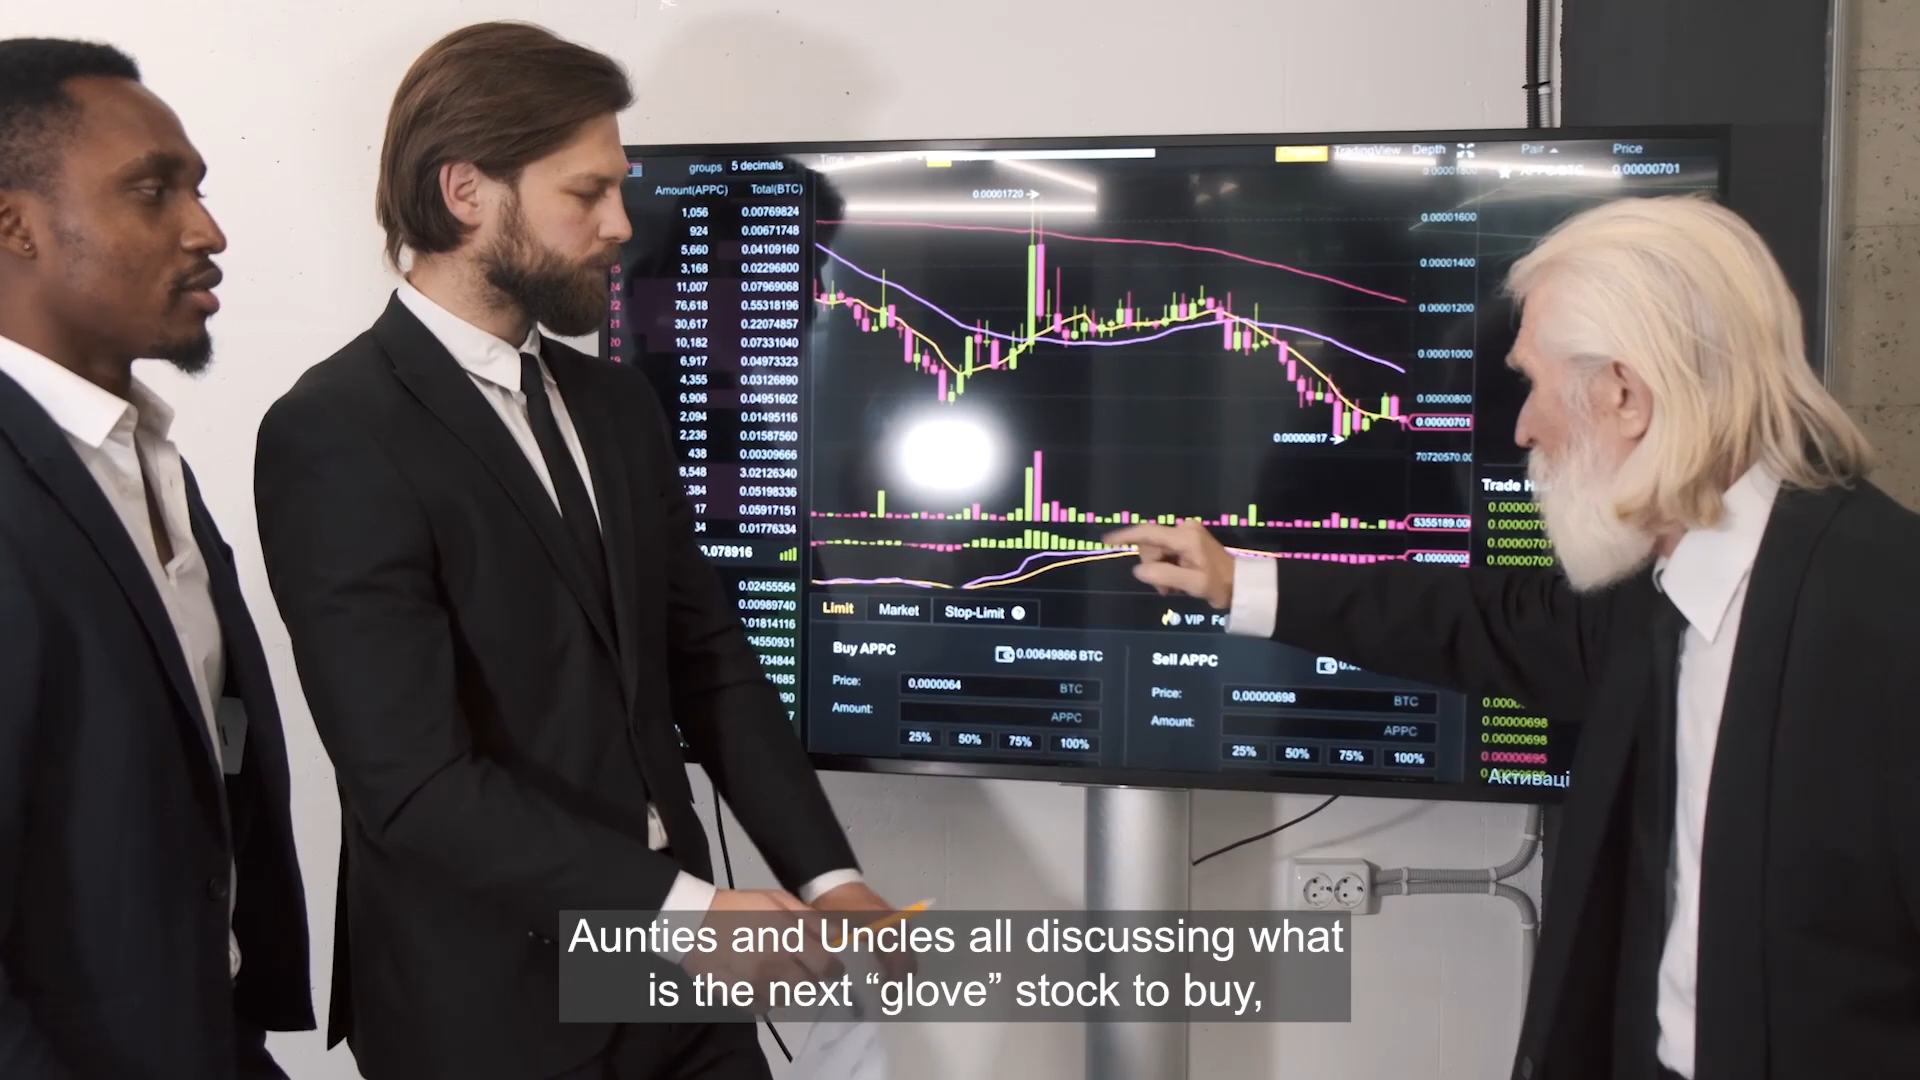 groups 5 decimals
Amount(APPC) Total(BTC)
1,056 0.00769824
924 0.00671748
5,660 0.04109160
3,168 0.02296800
11,007 0.07969068
76,618 0.55318196
30,617 0.22074857
10,182 0.07331040
6,917 0.04973323
4,355 0.03126890
6,906 0.04951602
2,094 0.01495116
2,236 0.01587560
438 0.00309666
8,548 3.02126340
0.05198336
0.05917151
0.01776334
0.02455564
0.00989740
Time
TradingView Depth
0.00001720
0.00001600
0.00001400
0.00001200
0.00001000
0.00000800
0.00000701
0.00000617
70720570.00
5355189.00
Limit Market Stop-Limit
VIP
Buy APPC 0.00649866 BTC
Price: 0,0000064 BTC
Amount: APPC
25% 50% 75% 100%
Sell APPC
Price: 0,00000698 BTC
Amount: APPC
25% 50% 75% 100%
Pair Price
APPC/BTC 0.00000701
Trade
0.00000698
0.00000698
0.00000695
Aunties and Uncles all discussing what
is the next “glove” stock to buy,